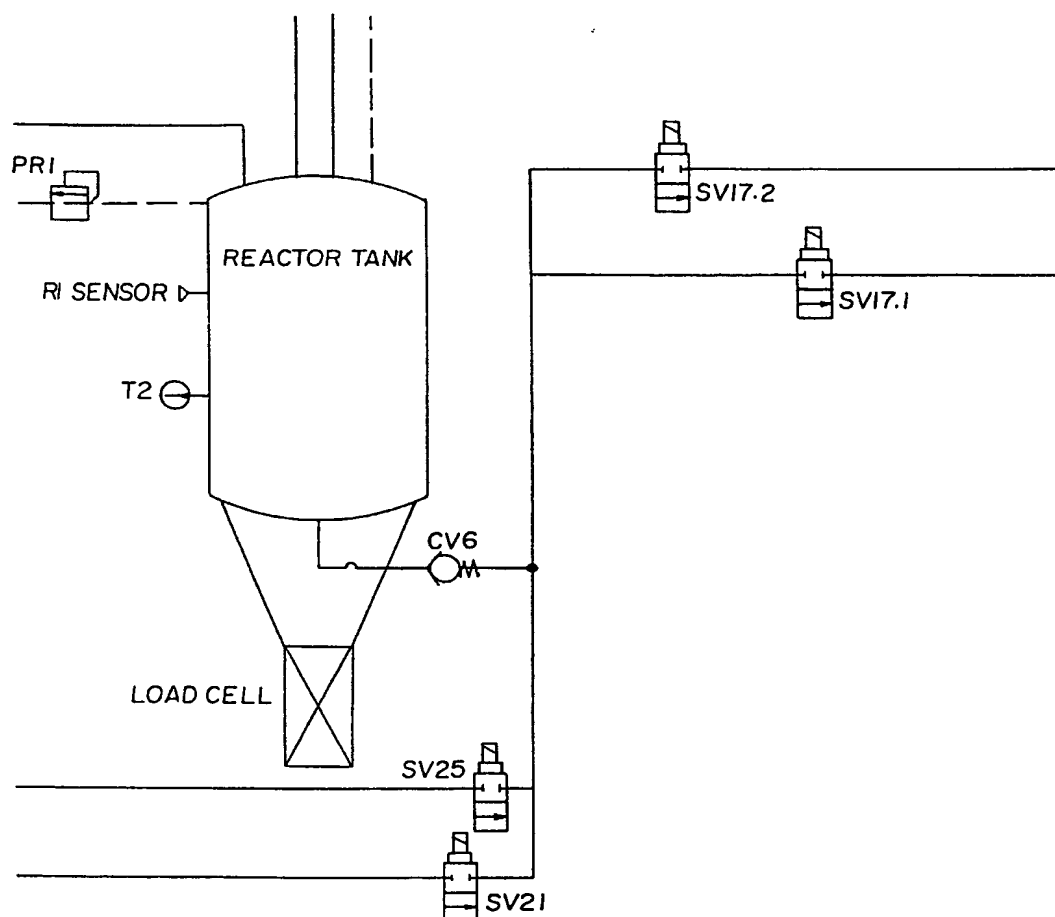 PR1
SV17.2
REACTOR TANK
RI SENSOR
SV17.1
T2
CV6
LOAD CELL
SV25
SV21